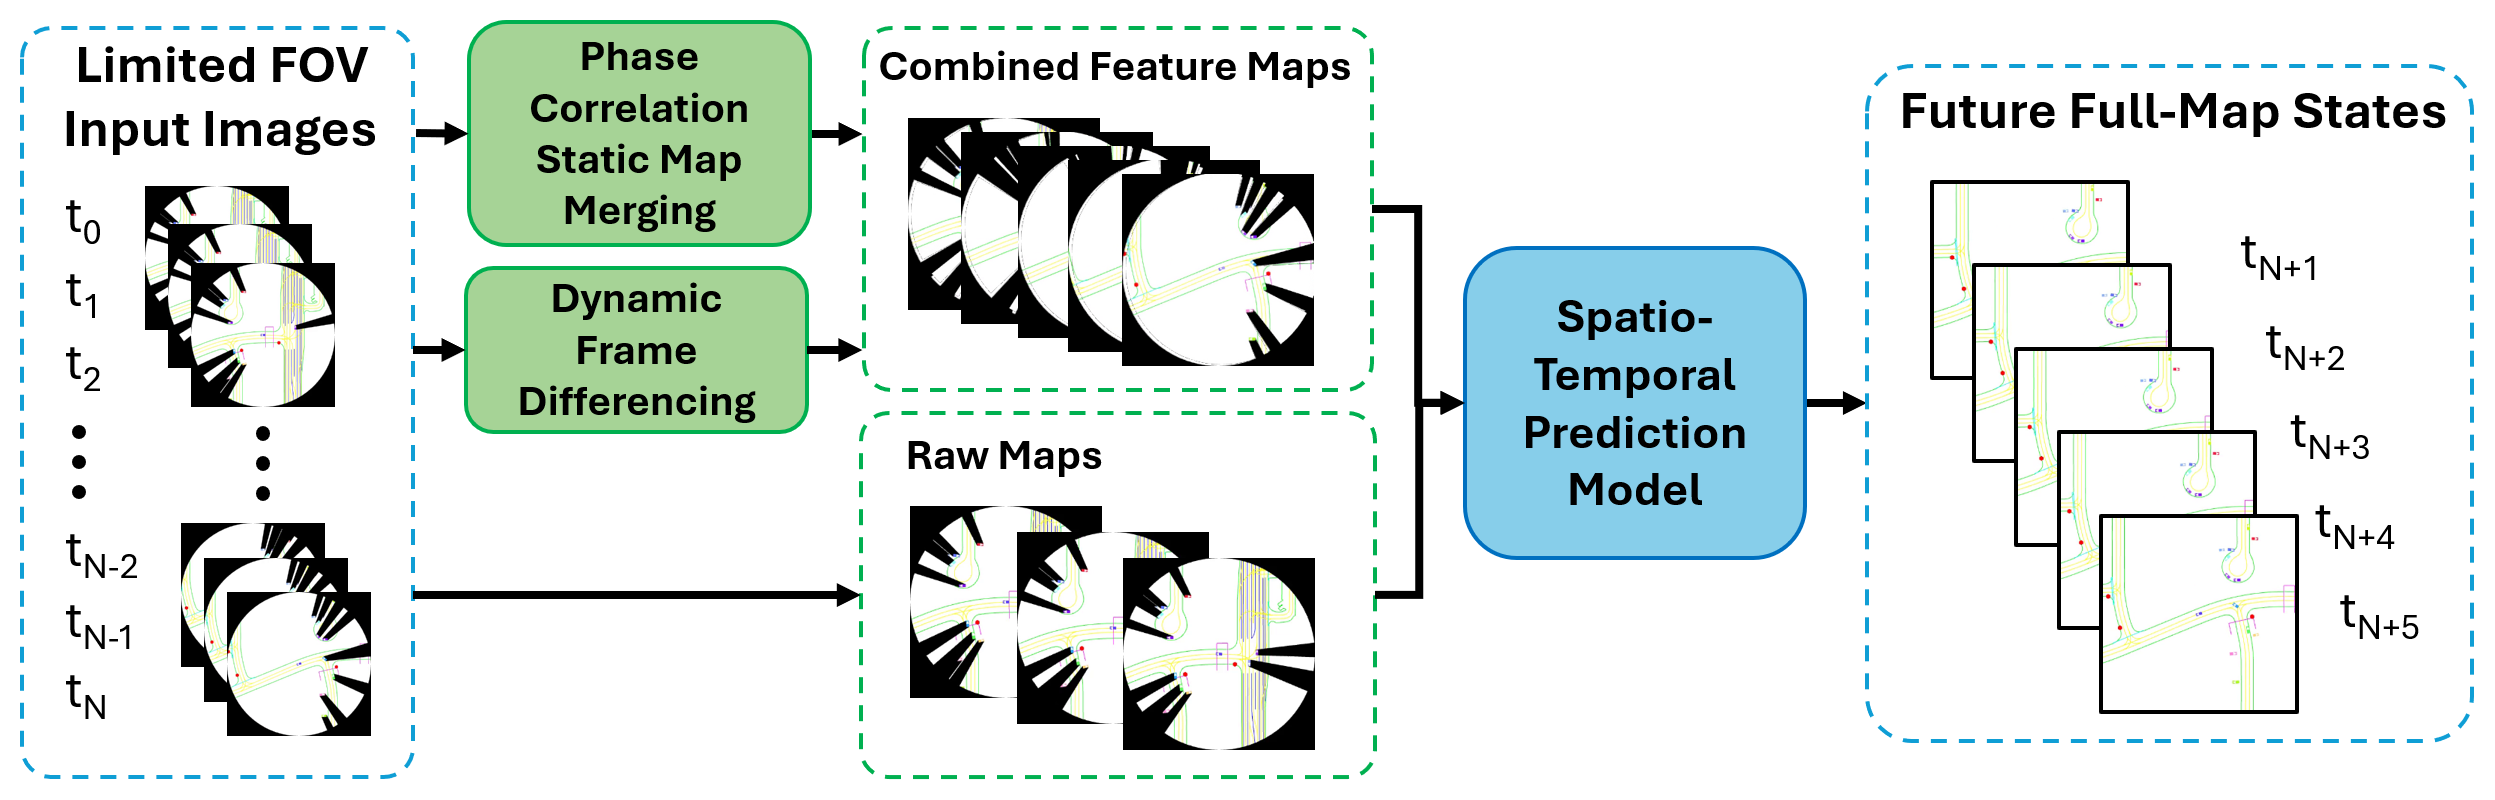 Limited FOV
Input Images
t0
t1
t2
tN-2
tN-1
tN
Phase
Correlation
Static Map
Merging
Dynamic
Frame
Differencing
Combined Feature Maps
Raw Maps
Spatio-
Temporal
Prediction
Model
Future Full-Map States
tN+1
tN+2
tN+3
tN+4
tN+5